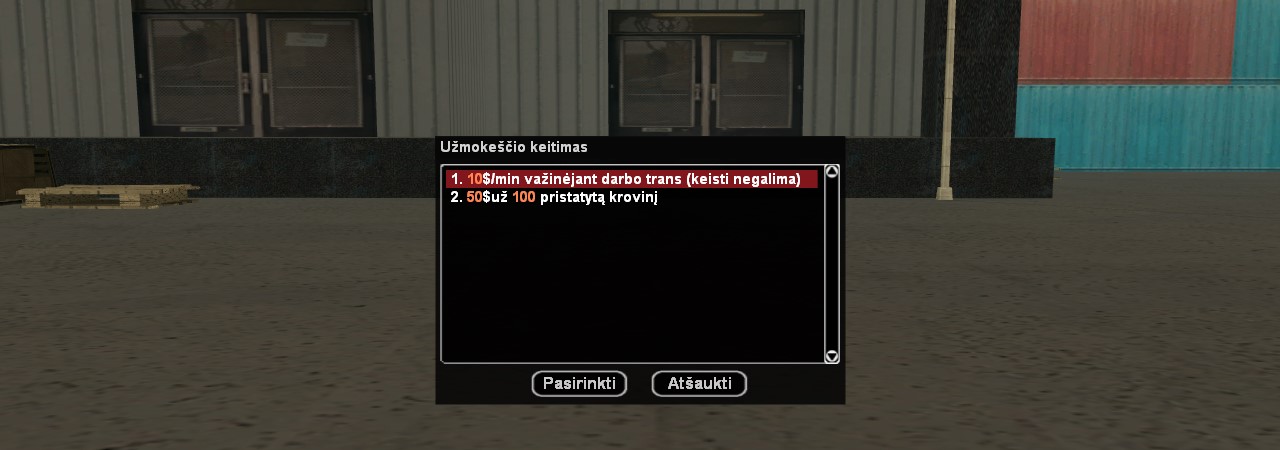 Užmokeščio keitimas
1. 10$/min važinėjant darbo trans (keisti negalima)
2. 50$už 100 pristatytą krovinį
Pasirinkti
Atšaukti